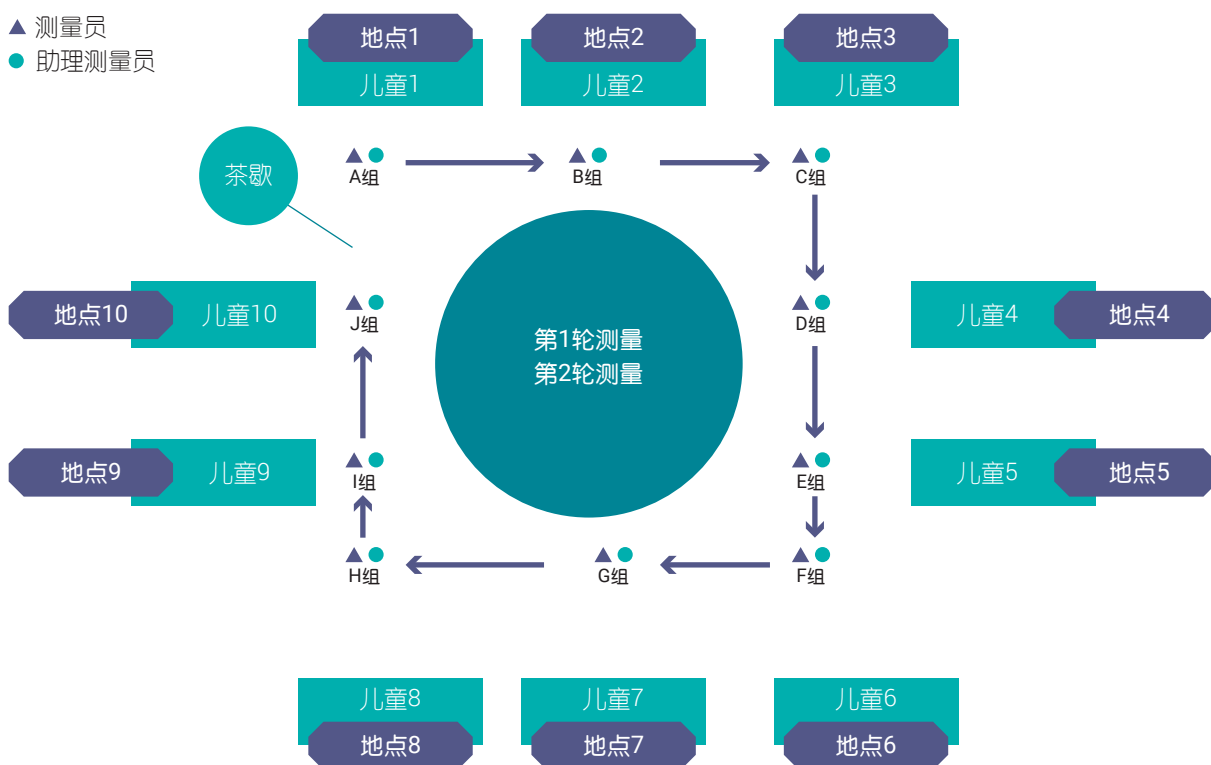 测量员
助理测量员
地点1
儿童1
地点2
儿童2
地点3
儿童3
茶歇
A组
B组
C组
地点10
儿童10
J组
第1轮测量
第2轮测量
D组
儿童4
地点4
地点9
儿童9
I组
E组
儿童5
地点5
H组
G组
F组
儿童8
地点8
儿童7
地点7
儿童6
地点6